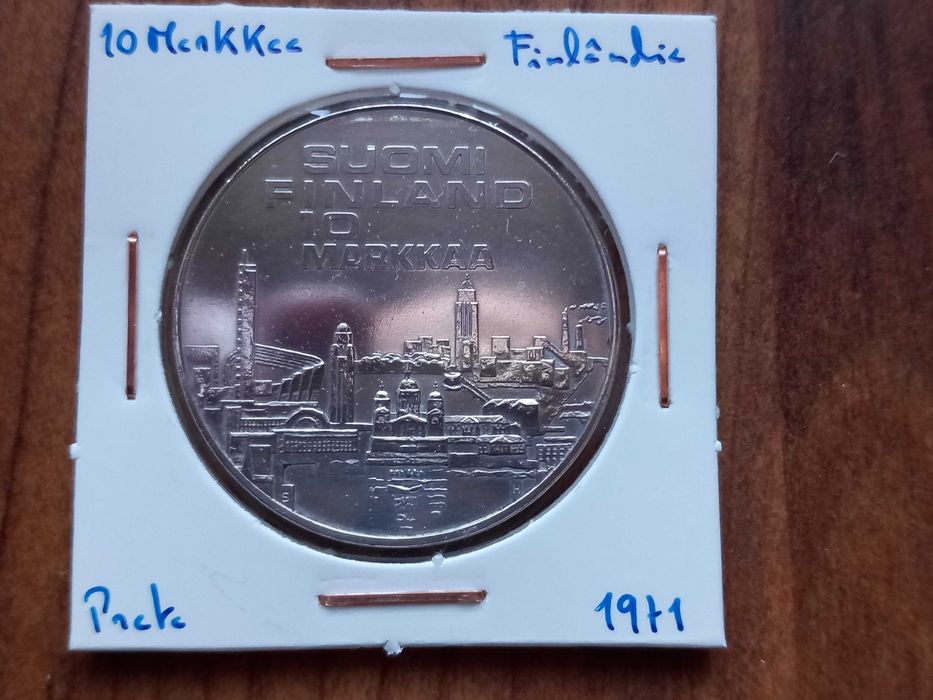 10 Markkaa
Finlândia
SUOMI
FINLAND
10
MARKKAA
S
H
Prata
1971